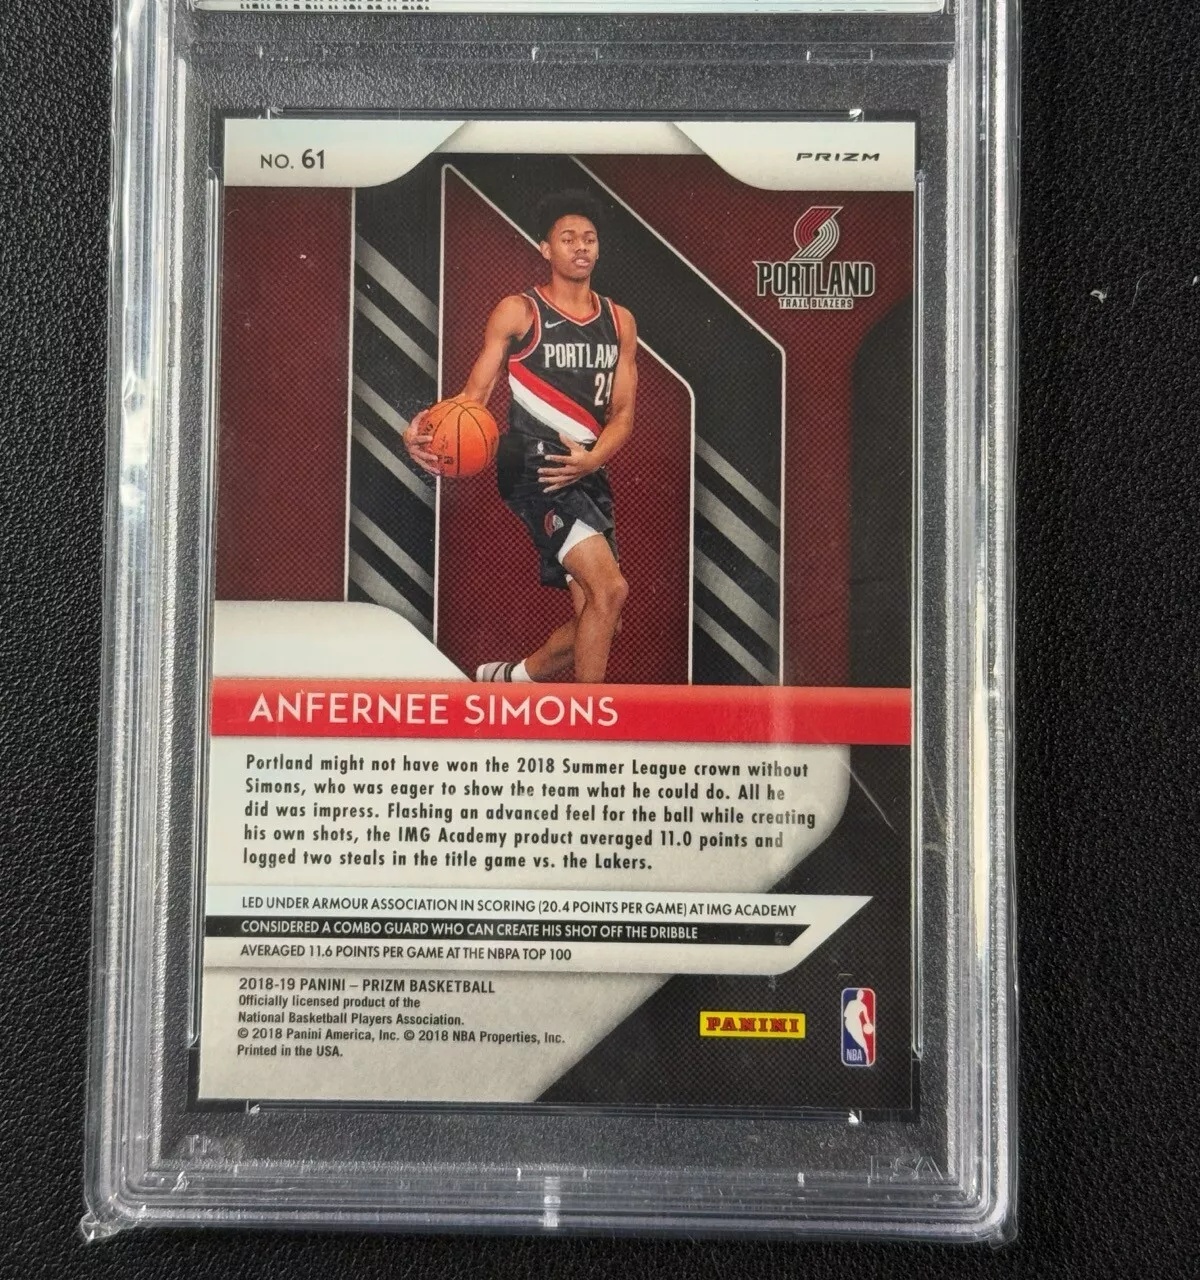 NO. 61
PRIZM
PORTLAND
TRAIL BLAZERS
PORTLAN
24
ANFERNEE SIMONS
Portland might not have won the 2018 Summer League crown without
Simons, who was eager to show the team what he could do. All he
did was impress. Flashing an advanced feel for the ball while creating
his own shots, the IMG Academy product averaged 11.0 points and
logged two steals in the title game vs. the Lakers.
LED UNDER ARMOUR ASSOCIATION IN SCORING (20.4 POINTS PER GAME) AT IMG ACADEMY
CONSIDERED A COMBO GUARD WHO CAN CREATE HIS SHOT OFF THE DRIBBLE
AVERAGED 11.6 POINTS PER GAME AT THE NBPA TOP 100
2018-19 PANINI – PRIZM BASKETBALL
Officially licensed product of the
National Basketball Players Association.
© 2018 Panini America, Inc. © 2018 NBA Properties, Inc.
Printed in the USA.
PANINI
NBA
PSA